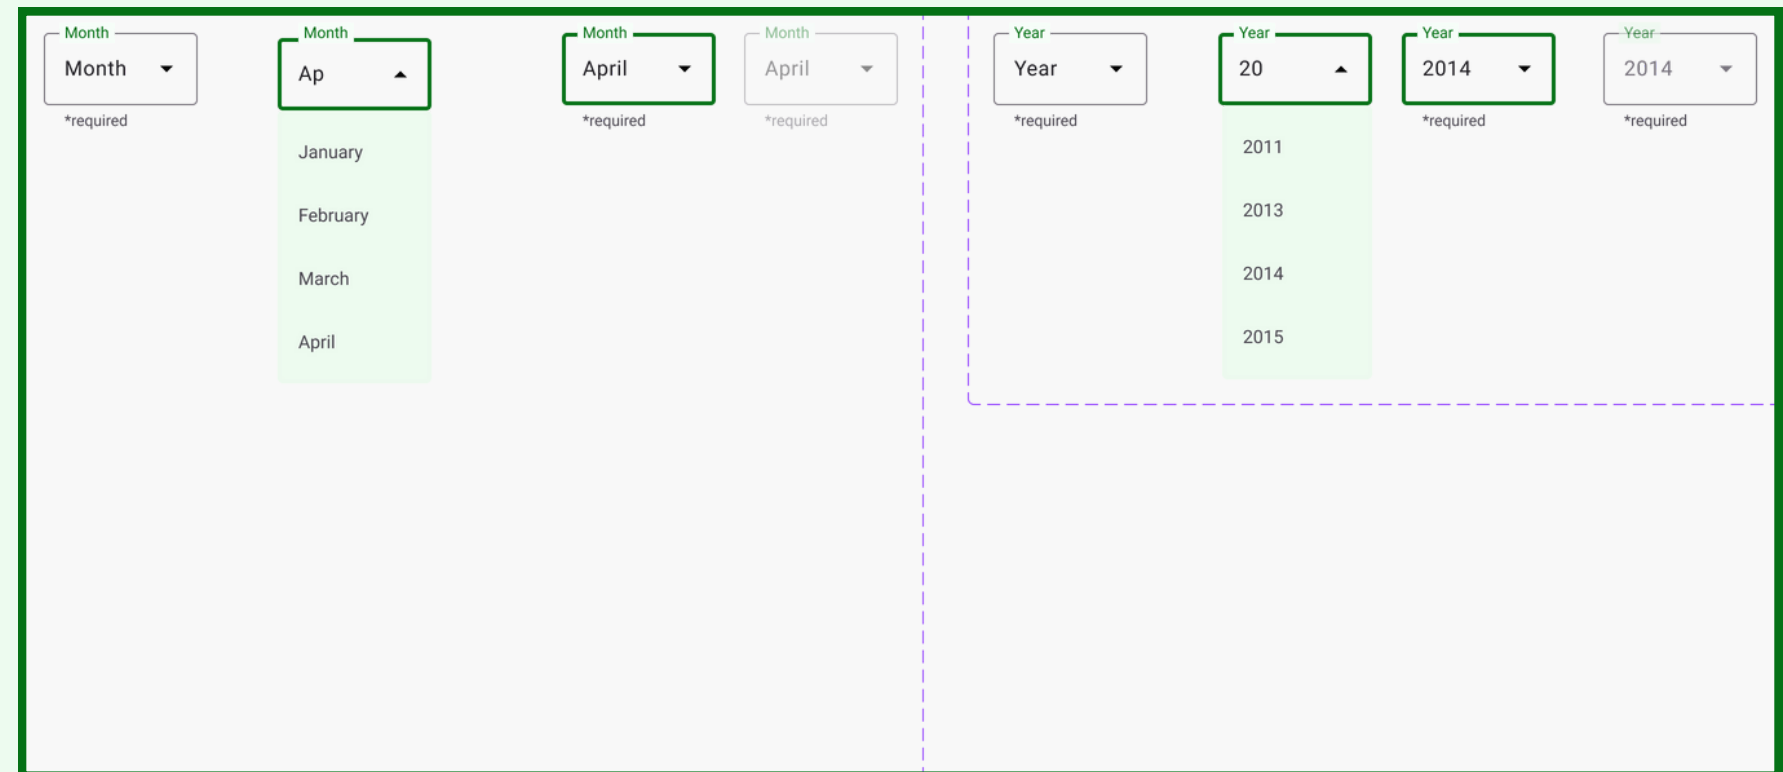 Month
Month
*required
Month
Ap
January
February
March
April
Month
April
*required
Month
April
*required
Year
Year
*required
Year
20
2011
2013
2014
2015
Year
2014
*required
Year
2014
*required